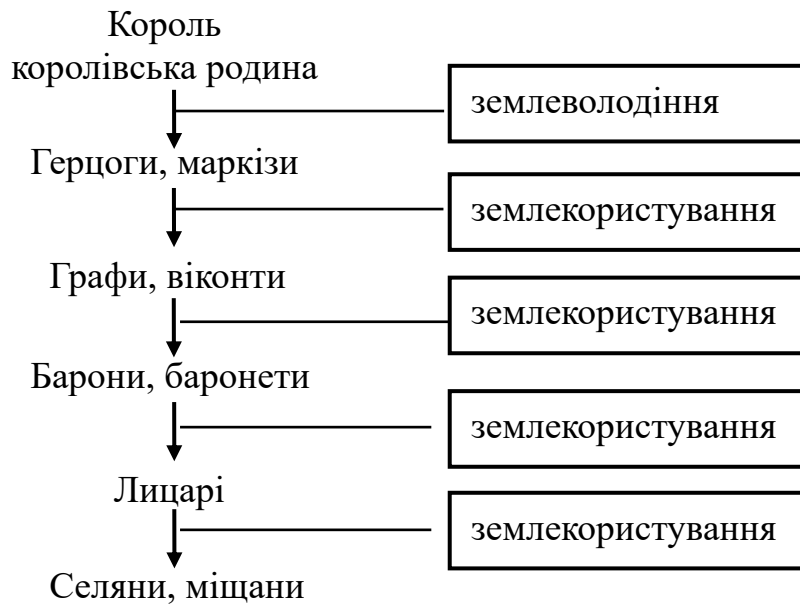 Король
королівська родина
землеволодіння
Герцоги, маркізи
землекористування
Графи, віконти
землекористування
Барони, баронети
землекористування
Лицарі
землекористування
Селяни, міщани